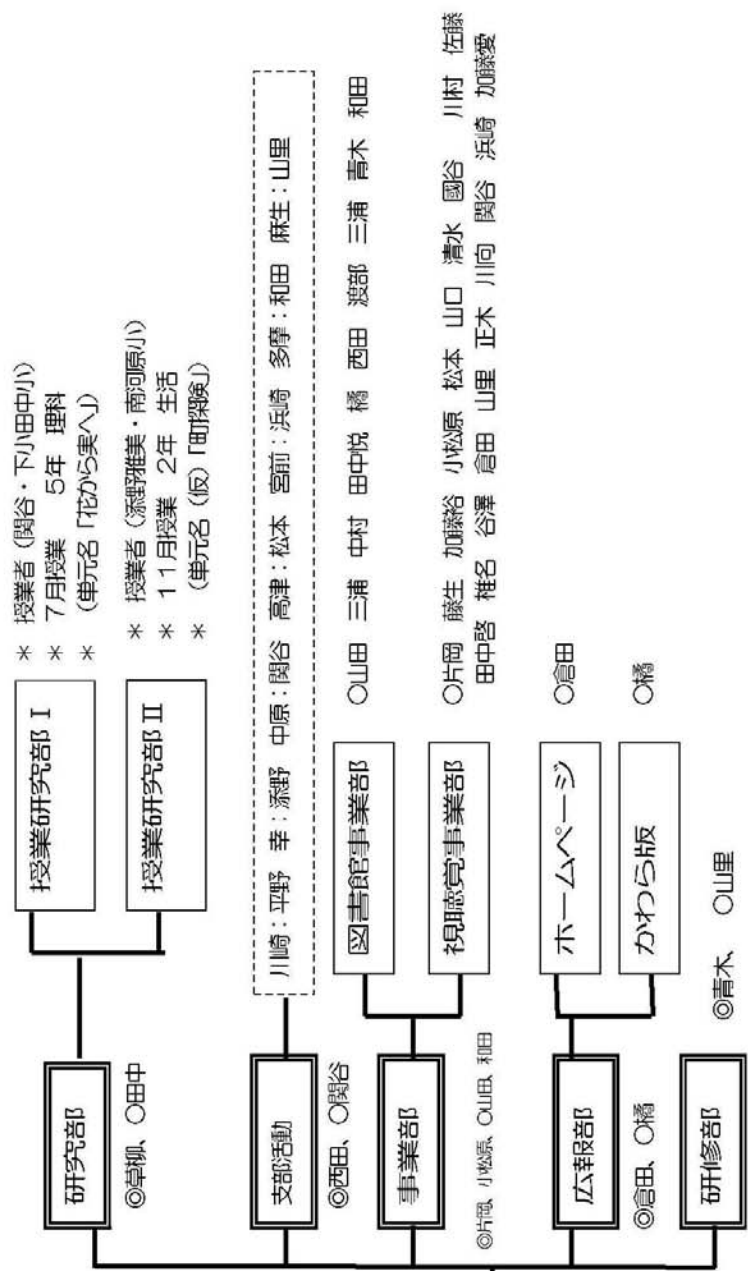 研究部
◎草柳、○田中
授業研究部Ⅰ
＊ 授業者（関谷・下小田中小）
＊ ７月授業　５年　理科
＊ （単元名「花から実へ」）
授業研究部Ⅱ
＊ 授業者（添野雅美・南河原小）
＊ １１月授業　２年　生活
＊ （単元名（仮）「町探険」）
支部活動
◎西田、○関谷
川崎：平野　幸：添野　中原：関谷　高津：松本　宮前：浜崎　多摩：和田　麻生：山里
事業部
◎片岡、小松原、○山田、和田
図書館事業部
○山田　三浦　中村　田中悦　橘　西田　渡部　三浦　青木　和田
視聴覚事業部
○片岡　藤生　加藤裕　小松原　松本　山口　清水　國谷　川村　佐藤
田中啓　椎名　谷澤　倉田　山里　正木　川向　関谷　浜崎　加藤愛
広報部
◎倉田、○橘
ホームページ
○倉田
かわら版
○橘
研修部
◎青木、○山里